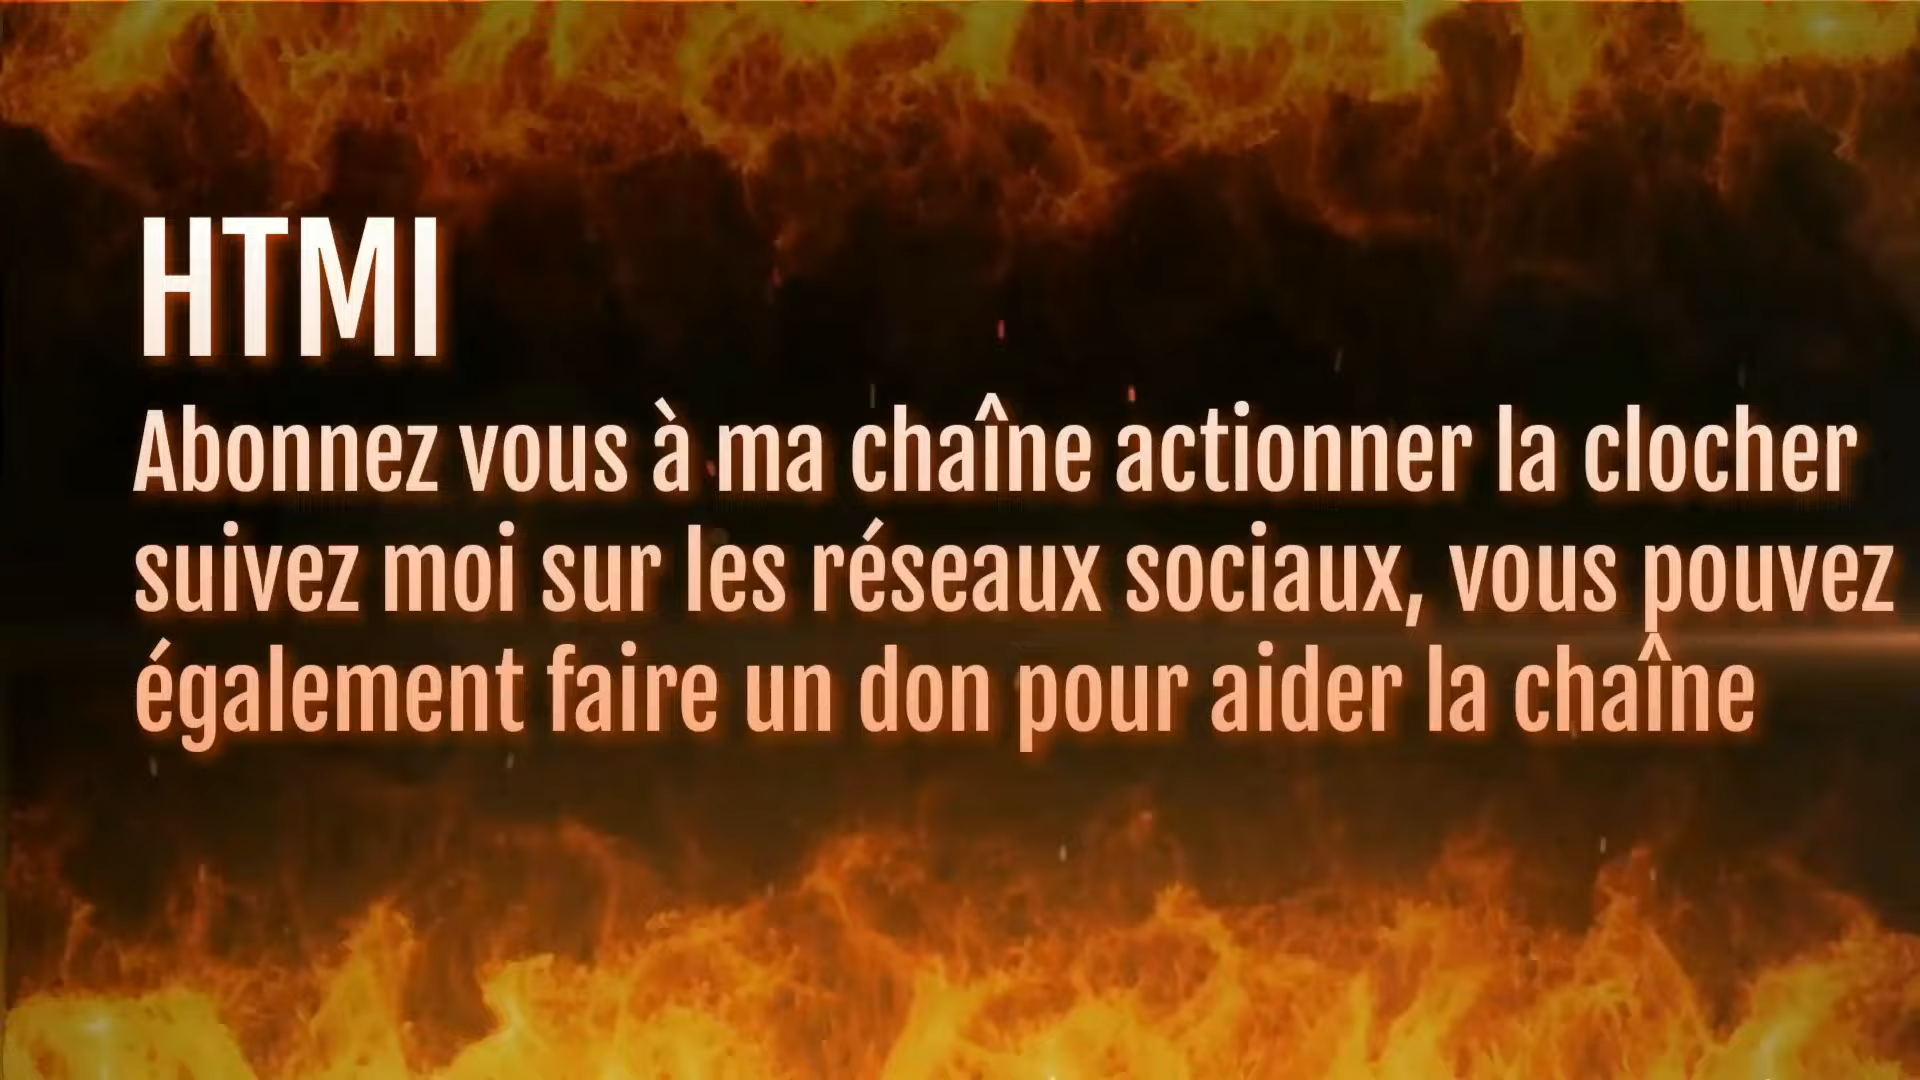 HTMI
Abonnez vous à ma chaîne actionner la clocher
suivez moi sur les réseaux sociaux, vous pouvez
également faire un don pour aider la chaîne